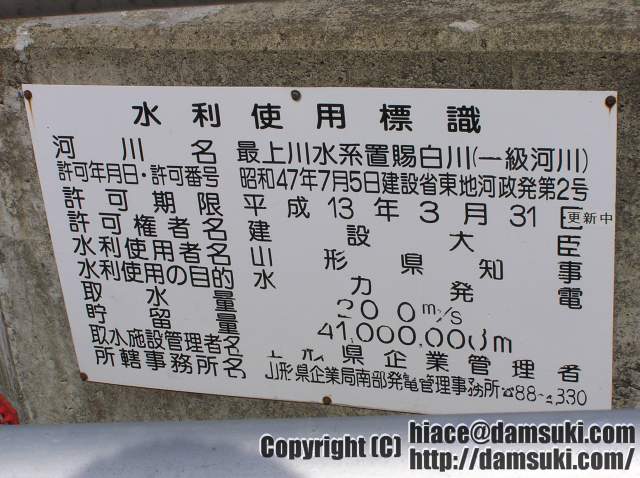 水利使用標識
河川名 最上川水系置賜白川(一級河川)
許可年月日・許可番号 昭和47年7月5日建設省東地河政発第2号
許可期限 平成13年3月31日 更新中
許可権者名 建設大臣
水利使用者名 山形県知事
水利使用の目的 水力発電
取水量 20.0m³/s
貯留量 41,000,000m
取水施設管理者名 山形県企業管理者
所轄事務所名 山形県企業局南部発電管理事務所☎88- 330
Copyright (C) hiace@damsuki.com
http://damsuki.com/